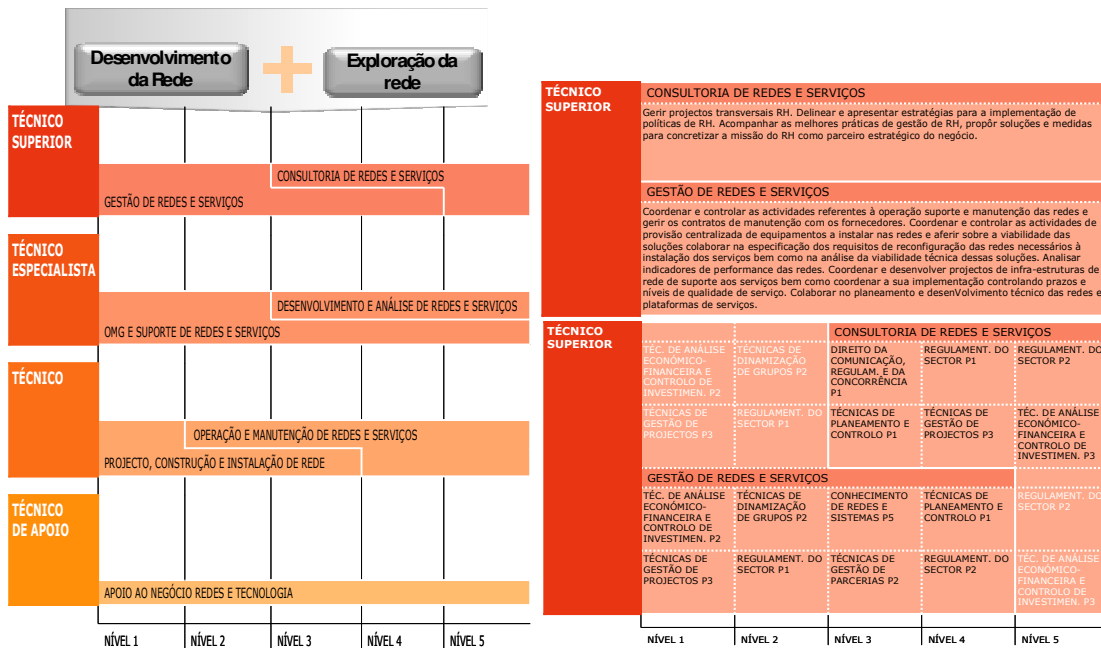 Desenvolvimento
da Rede
Exploração da
rede
TÉCNICO
SUPERIOR
CONSULTORIA DE REDES E SERVIÇOS
GESTÃO DE REDES E SERVIÇOS
TÉCNICO
ESPECIALISTA
DESENVOLVIMENTO E ANÁLISE DE REDES E SERVIÇOS
OMG E SUPORTE DE REDES E SERVIÇOS
TÉCNICO
OPERAÇÃO E MANUTENÇÃO DE REDES E SERVIÇOS
PROJECTO, CONSTRUÇÃO E INSTALAÇÃO DE REDE
TÉCNICO
DE APOIO
APOIO AO NEGÓCIO REDES E TECNOLOGIA
NÍVEL 1
NÍVEL 2
NÍVEL 3
NÍVEL 4
NÍVEL 5
TÉCNICO
SUPERIOR
CONSULTORIA DE REDES E SERVIÇOS
Gerir projectos transversais RH. Delinear e apresentar estratégias para a implementação de
políticas de RH. Acompanhar as melhores práticas de gestão de RH, propôr soluções e medidas
para concretizar a missão do RH como parceiro estratégico do negócio.
GESTÃO DE REDES E SERVIÇOS
Coordenar e controlar as actividades referentes à operação suporte e manutenção das redes e
gerir os contratos de manutenção com os fornecedores. Coordenar e controlar as actividades de
provisão centralizada de equipamentos a instalar nas redes e aferir sobre a viabilidade das
soluções colaborar na especificação dos requisitos de reconfiguração das redes necessários à
instalação dos serviços bem como na análise da viabilidade técnica dessas soluções. Analisar
indicadores de performance das redes. Coordenar e desenvolver projectos de infra-estruturas de
rede de suporte aos serviços bem como coordenar a sua implementação controlando prazos e
níveis de qualidade de serviço. Colaborar no planeamento e desenVolvimento técnico das redes e
plataformas de serviços.
TÉCNICO
SUPERIOR
CONSULTORIA DE REDES E SERVIÇOS
TÉC. DE ANÁLISE
ECONÓMICO-
FINANCEIRA E
CONTROLO DE
INVESTIMEN. P2
TÉCNICAS DE
DINAMIZAÇÃO
DE GRUPOS P2
DIREITO DA
COMUNICAÇÃO,
REGULAM. E DA
CONCORRÊNCIA
P1
REGULAMENT. DO
SECTOR P1
REGULAMENT. DO
SECTOR P2
TÉCNICAS DE
GESTÃO DE
PROJECTOS P3
REGULAMENT. DO
SECTOR P1
TÉCNICAS DE
PLANEAMENTO E
CONTROLO P1
TÉCNICAS DE
GESTÃO DE
PROJECTOS P3
TÉC. DE ANÁLISE
ECONÓMICO-
FINANCEIRA E
CONTROLO DE
INVESTIMEN. P3
GESTÃO DE REDES E SERVIÇOS
TÉC. DE ANÁLISE
ECONÓMICO-
FINANCEIRA E
CONTROLO DE
INVESTIMEN. P2
TÉCNICAS DE
DINAMIZAÇÃO
DE GRUPOS P2
CONHECIMENTO
DE REDES E
SISTEMAS P5
TÉCNICAS DE
PLANEAMENTO E
CONTROLO P1
REGULAMENT. DO
SECTOR P2
TÉCNICAS DE
GESTÃO DE
PROJECTOS P3
REGULAMENT. DO
SECTOR P1
TÉCNICAS DE
GESTÃO DE
PARCERIAS P2
REGULAMENT. DO
SECTOR P2
TÉC. DE ANÁLISE
ECONÓMICO-
FINANCEIRA E
CONTROLO DE
INVESTIMEN. P3
NÍVEL 1
NÍVEL 2
NÍVEL 3
NÍVEL 4
NÍVEL 5